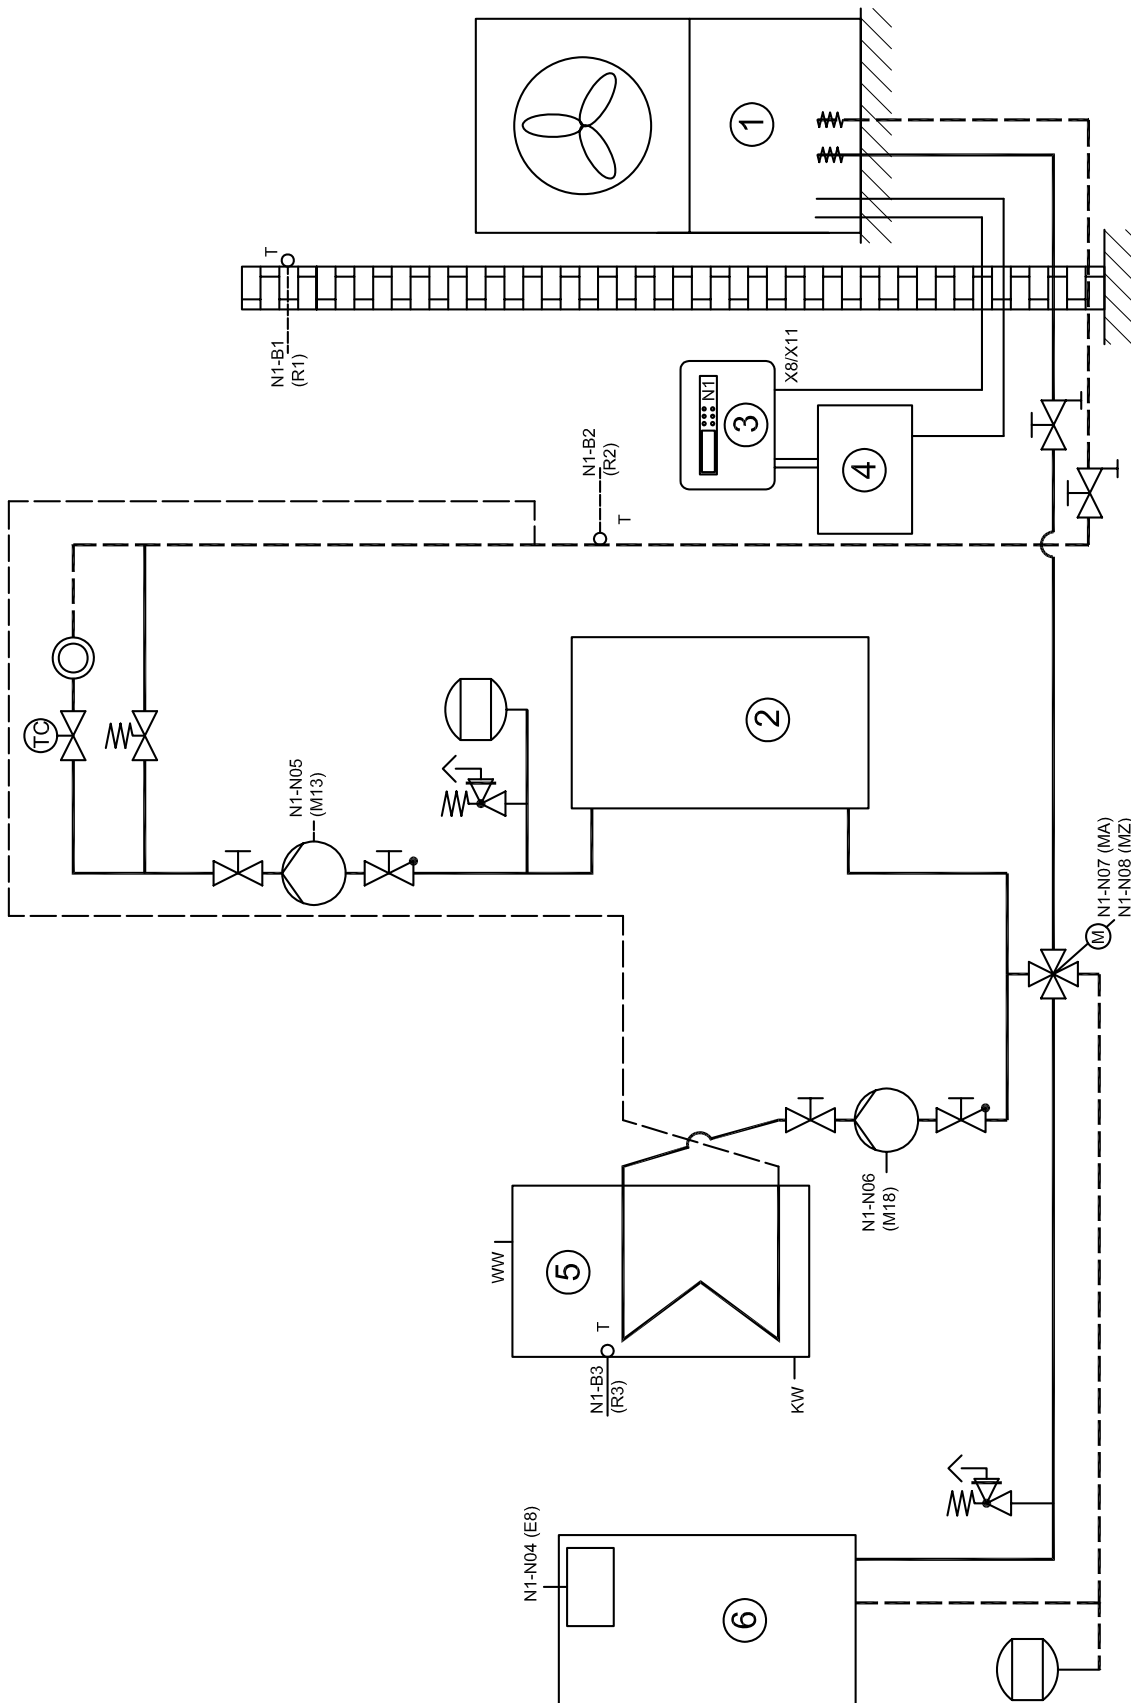 1
T
N1-B1
(R1)
X8/X11
N1
3
4
N1-B2
(R2)
T
TC
2
N1-N05
(M13)
M
N1-N07 (MA)
N1-N08 (MZ)
N1-N06
(M18)
WW
5
T
N1-B3
(R3)
KW
N1-N04 (E8)
6